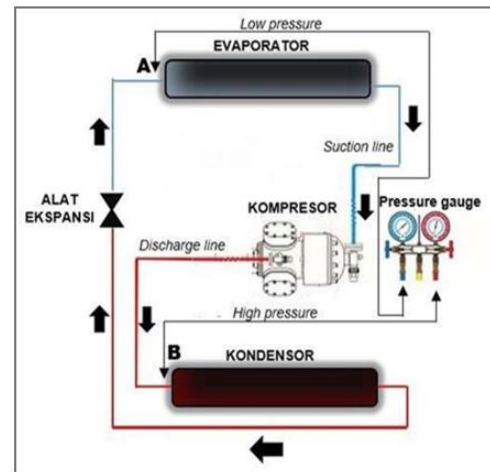 Low pressure
EVAPORATOR
A
Suction line
ALAT
EKSPANSI
KOMPRESOR
Pressure gauge
Discharge line
High pressure
B
KONDENSOR